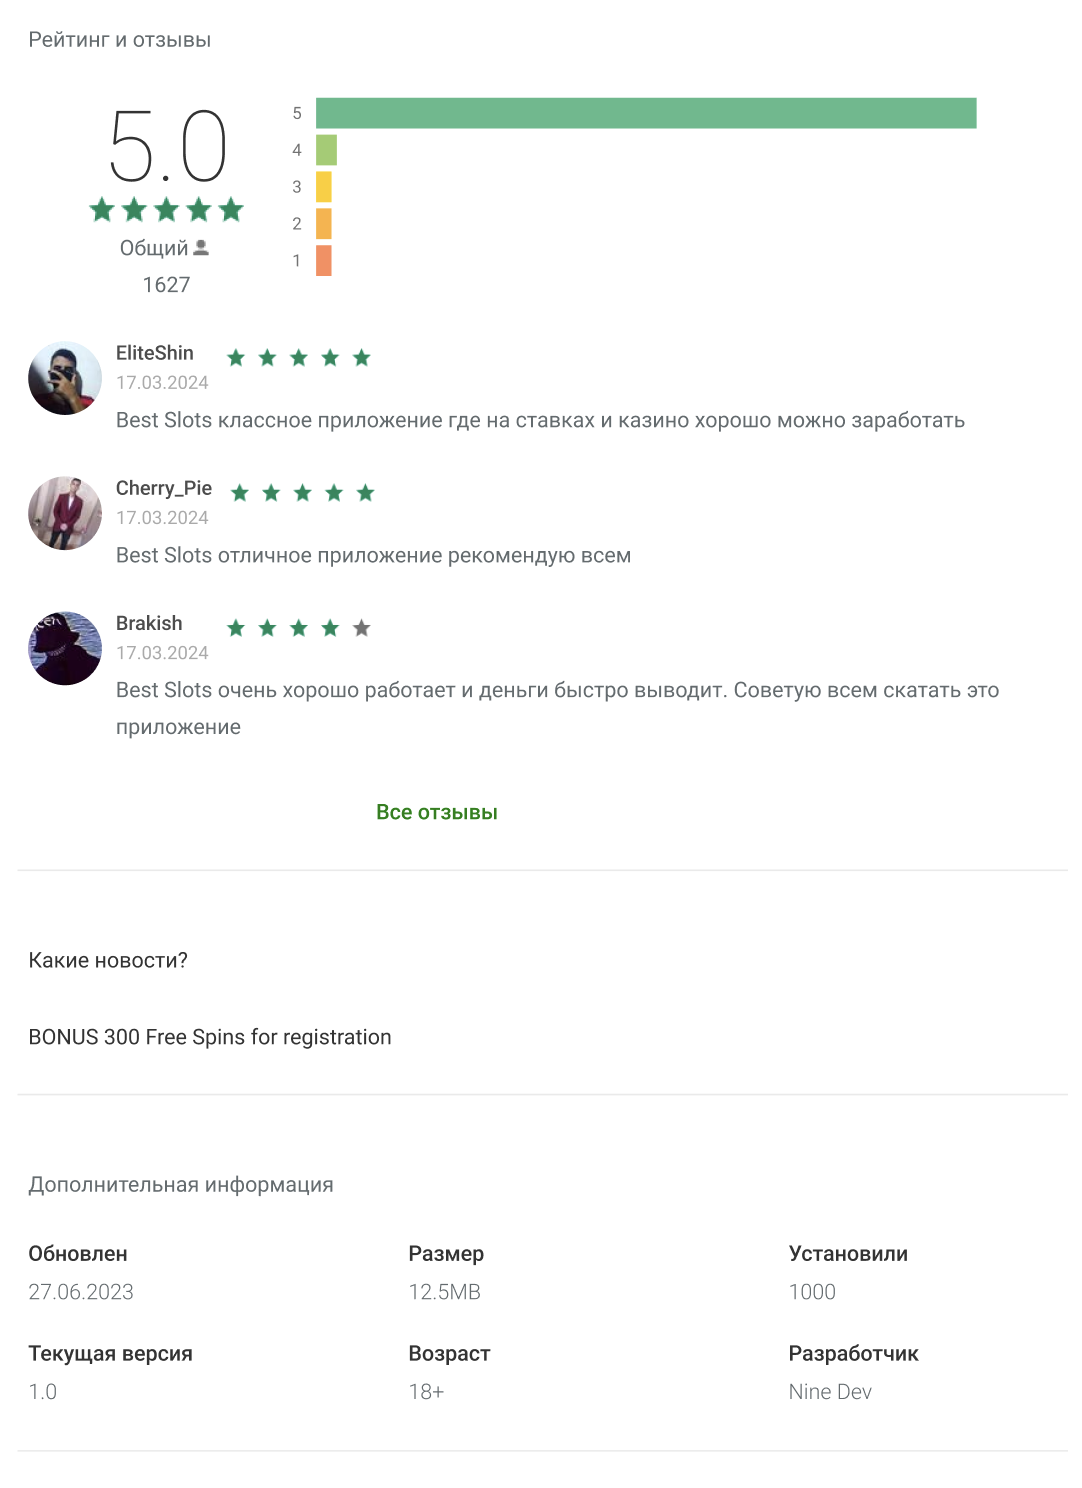 Рейтинг и отзывы
5.0
5
4
3
2
1
Общий
1627
EliteShin
17.03.2024
Best Slots классное приложение где на ставках и казино хорошо можно заработать
Cherry_Pie
17.03.2024
Best Slots отличное приложение рекомендую всем
Brakish
17.03.2024
Best Slots очень хорошо работает и деньги быстро выводит. Советую всем скатать это
приложение
Все отзывы
Какие новости?
BONUS 300 Free Spins for registration
Дополнительная информация
Обновлен Размер Установили
27.06.2023 12.5MB 1000
Текущая версия Возраст Разработчик
1.0 18+ Nine Dev